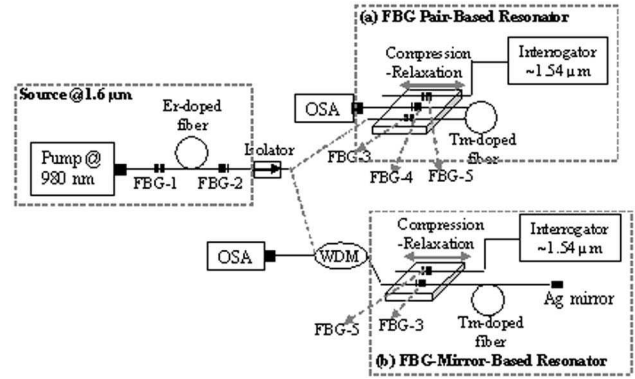 (a) FBG Pair-Based Resonator
Compression
-Relaxation
Interrogator
~1.54 µm
OSA
Tm-doped
fiber
FBG-3
FBG-4
FBG-5
Source @1.6 µm
Er-doped
fiber
Isolator
Pump @
980 nm
FBG-1
FBG-2
OSA
WDM
Compression
-Relaxation
Interrogator
~1.54 µm
Ag mirror
Tm-doped
fiber
FBG-5
FBG-3
(b) FBG-Mirror-Based Resonator